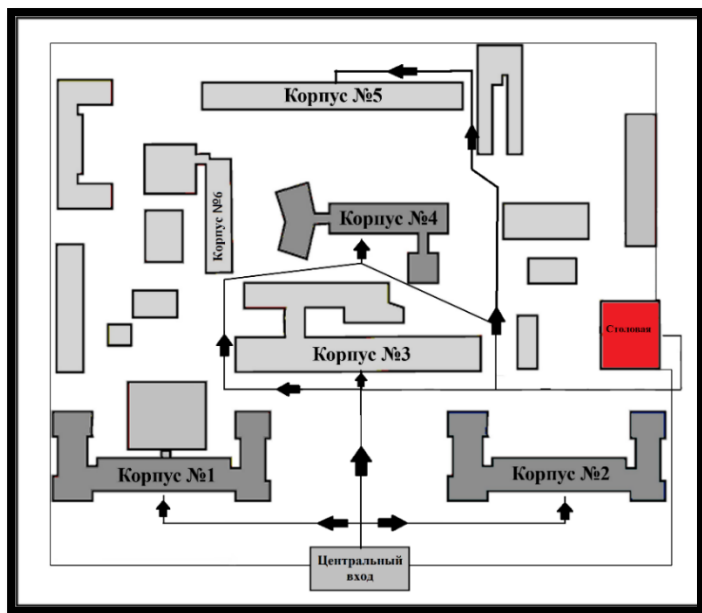 Корпус №5
Корпус №6
Корпус №4
Столовая
Корпус №3
Корпус №1
Корпус №2
Центральный
вход